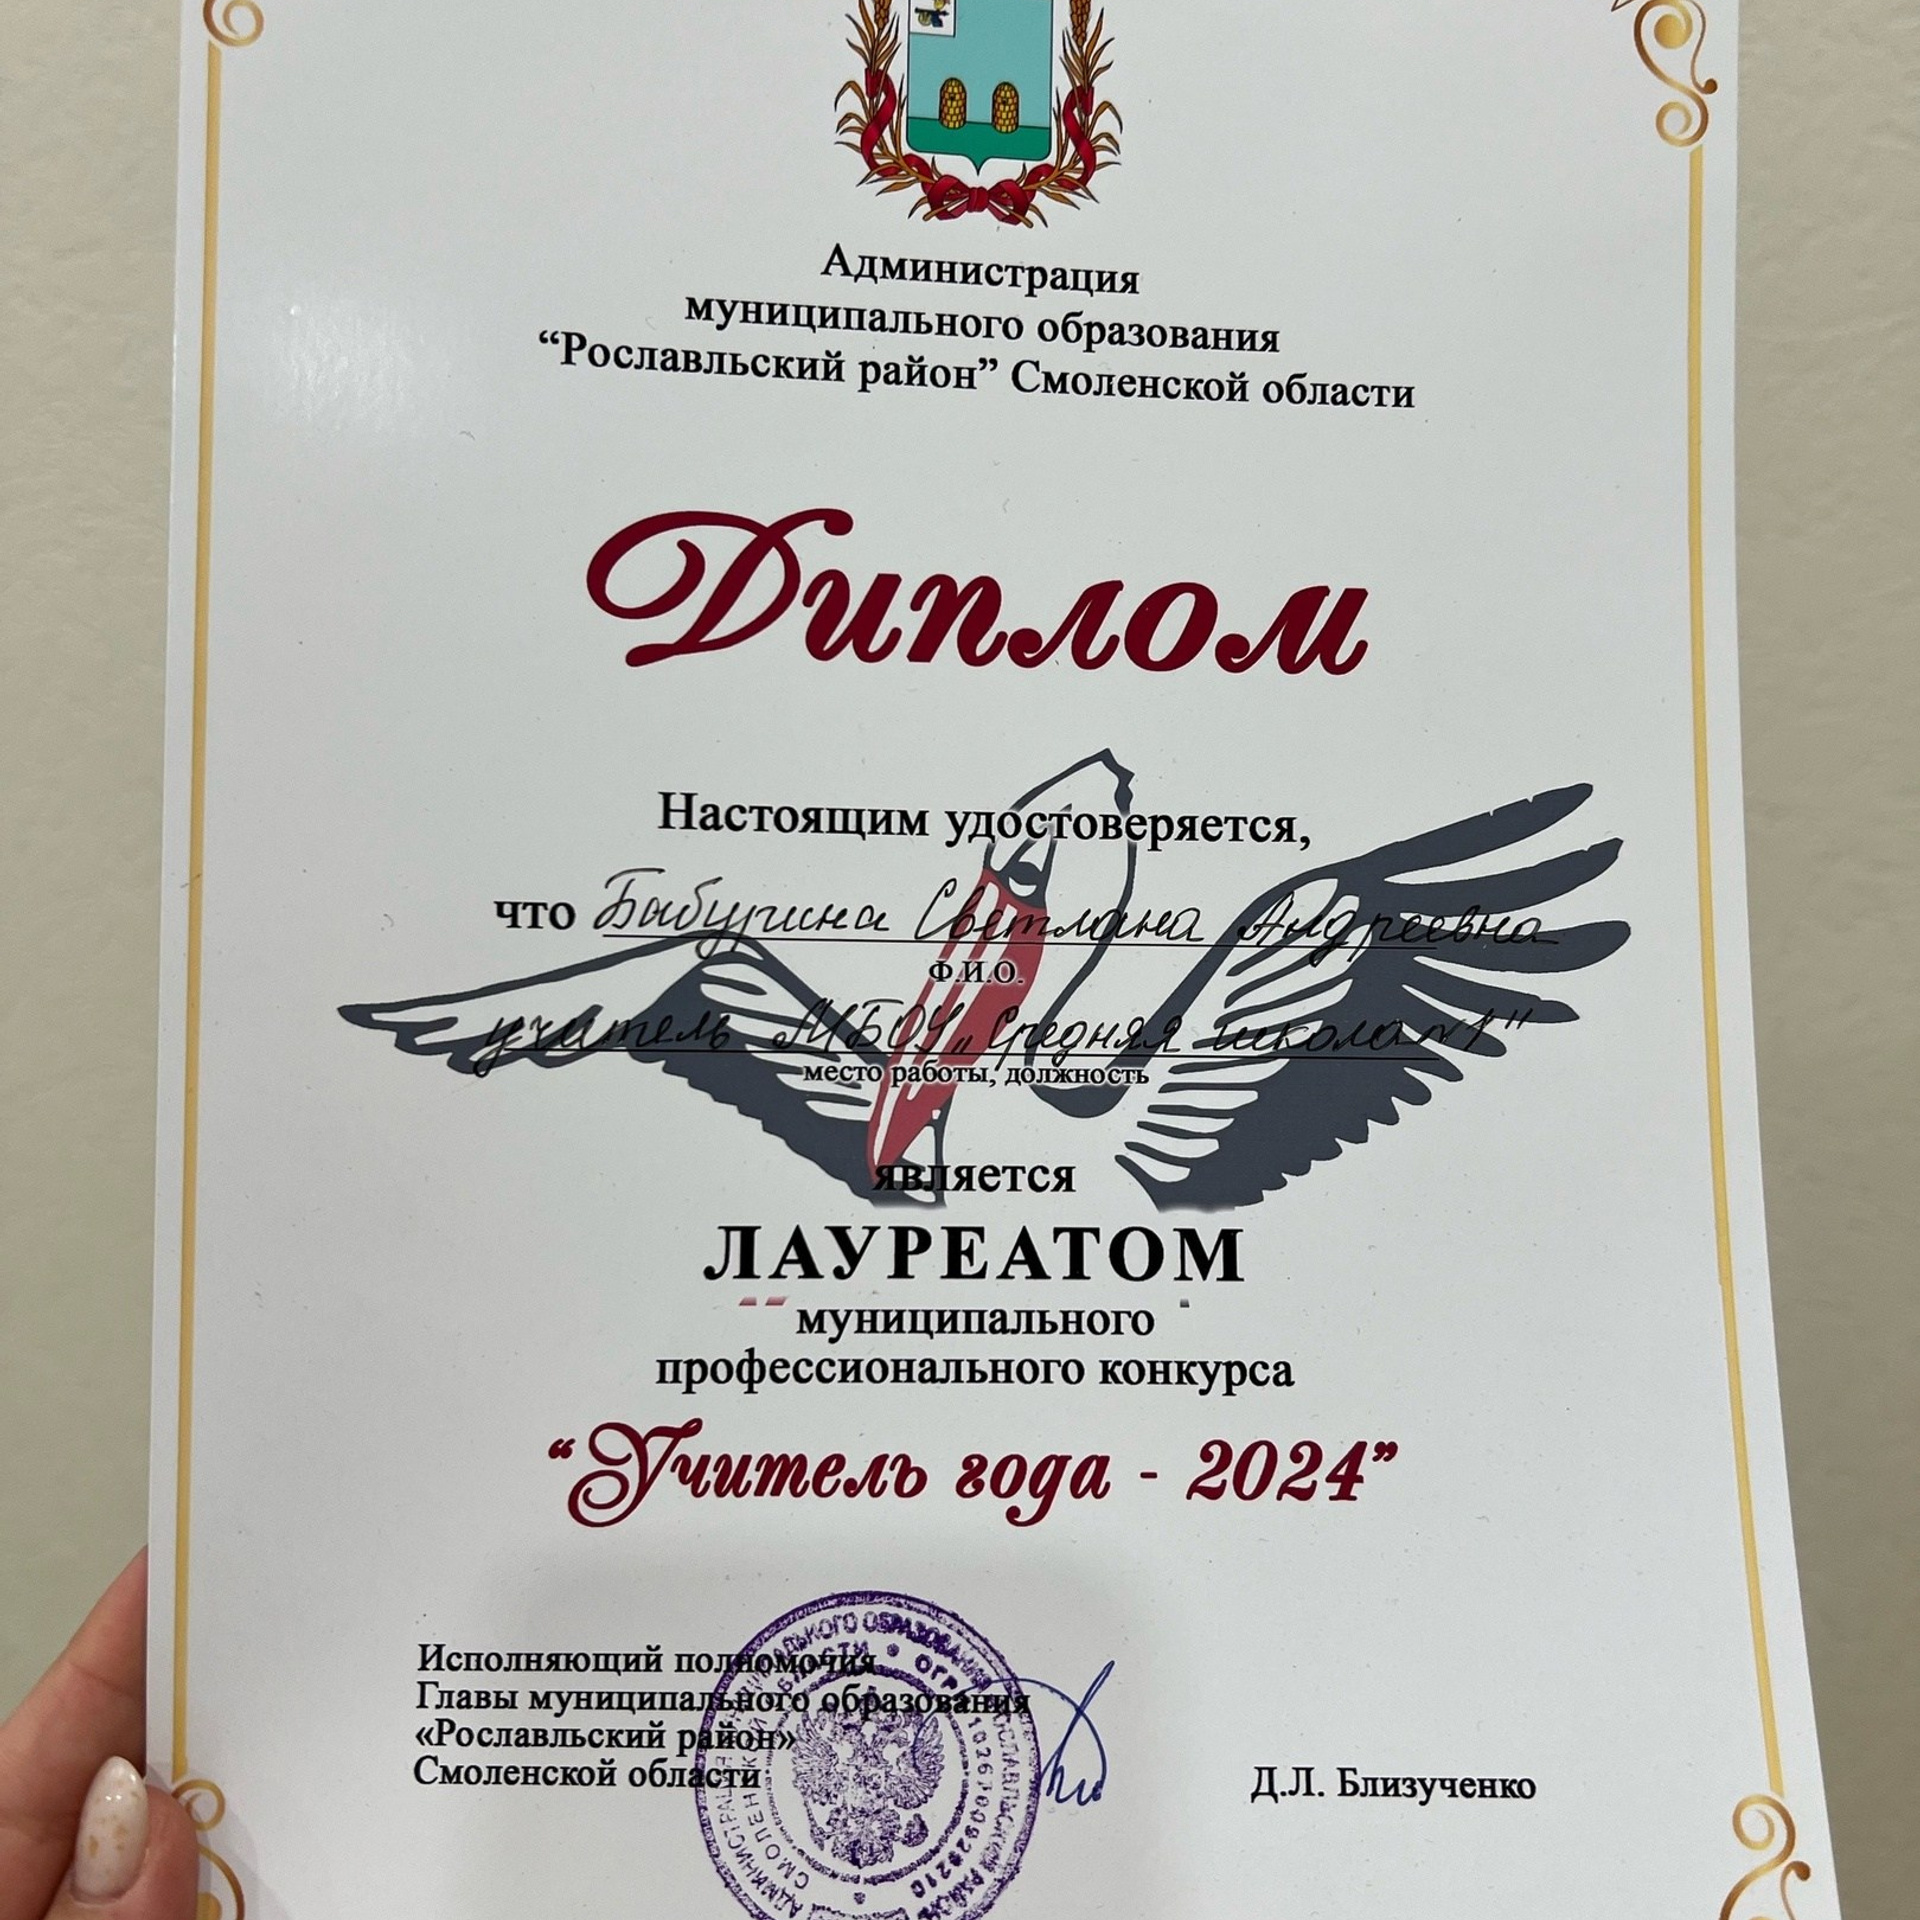 Администрация
муниципального образования
“Рославльский район” Смоленской области
Диплом
Настоящим удостоверяется,
что Бабурина Светлана Андреевна
Ф.И.О.
учитель МБОУ „Средняя школа №1"
место работы, должность
является
ЛАУРЕАТОМ
муниципального
профессионального конкурса
“Учитель года - 2024”
Исполняющий полномочия
Главы муниципального образования
«Рославльский район»
Смоленской области
Д.Л. Близученко